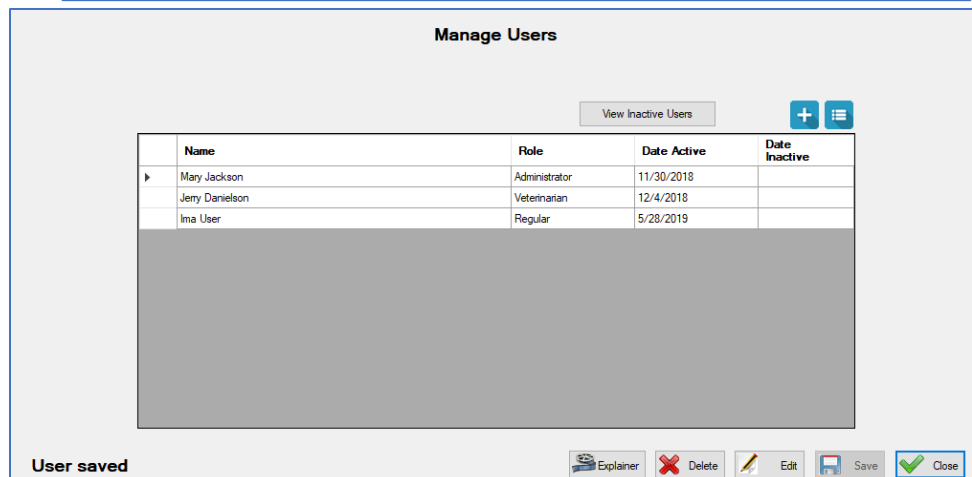 Manage Users
View Inactive Users
Name Role Date Active Date Inactive
Mary Jackson Administrator 11/30/2018
Jerry Danielson Veterinarian 12/4/2018
Ima User Regular 5/28/2019
User saved Explainer Delete Edit Save Close